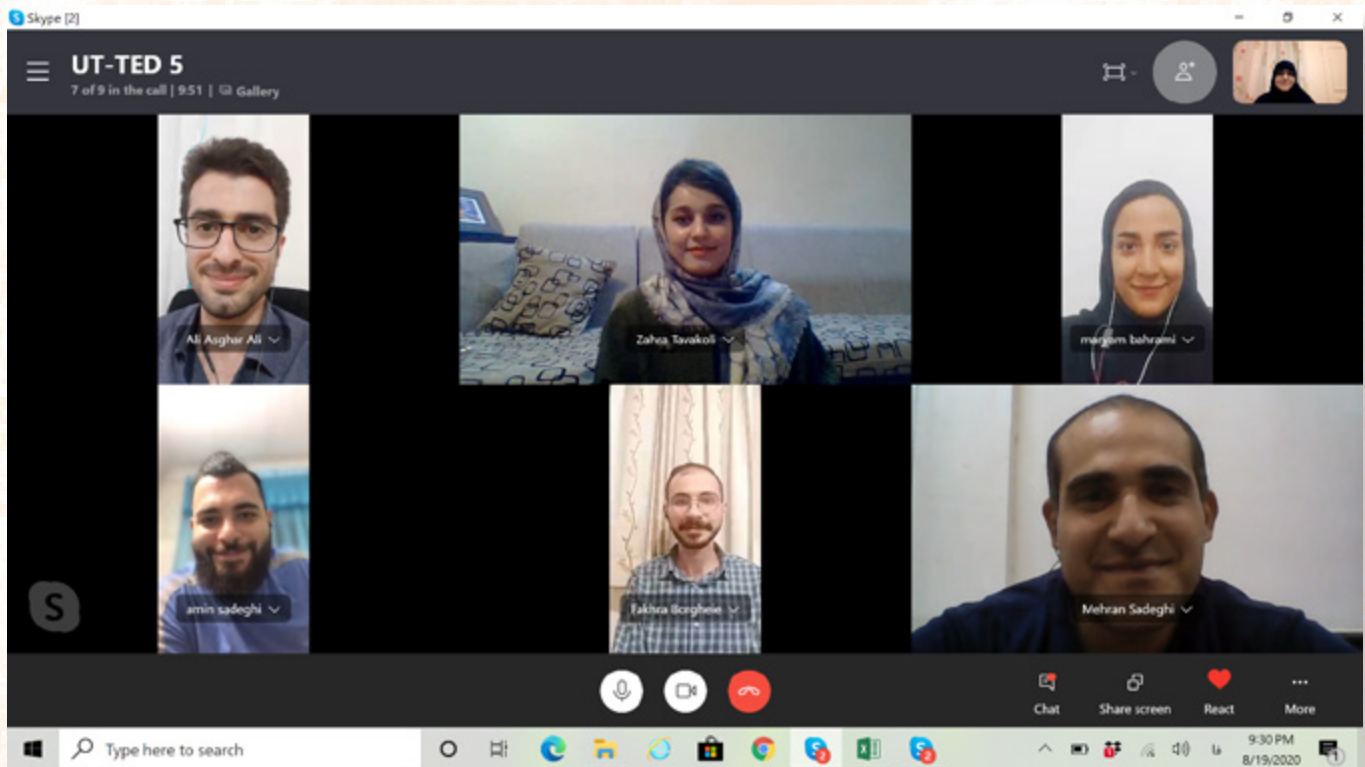 Skype [2]
UT-TED 5
7 of 9 in the call | 9:51 | Gallery
Ali Asghar Ali
Zahra Tavakoli
maryam bahrami
amin sadeghi
Fakhra Borgheie
Mehran Sadeghi
Chat
Share screen
React
More
Type here to search
فا
9:30 PM
8/19/2020